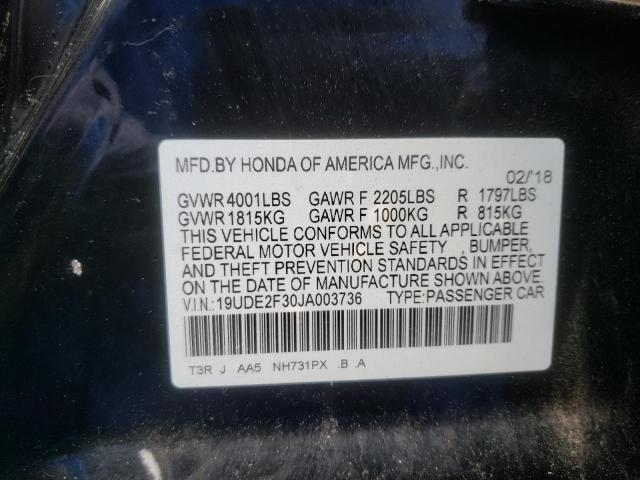 MFD.BY HONDA OF AMERICA MFG.,INC.
02/'18
GVWR 4001LBS GAWR F 2205LBS R 1797LBS
GVWR 1815KG GAWR F 1000KG R 815KG
THIS VEHICLE CONFORMS TO ALL APPLICABLE
FEDERAL MOTOR VEHICLE SAFETY , BUMPER,
AND THEFT PREVENTION STANDARDS IN EFFECT
ON THE DATE OF MANUFACTURE SHOWN ABOVE.
V.I.N.: 19UDE2F30JA003736 TYPE:PASSENGER CAR
T3R J AA5 NH731PX .B .A